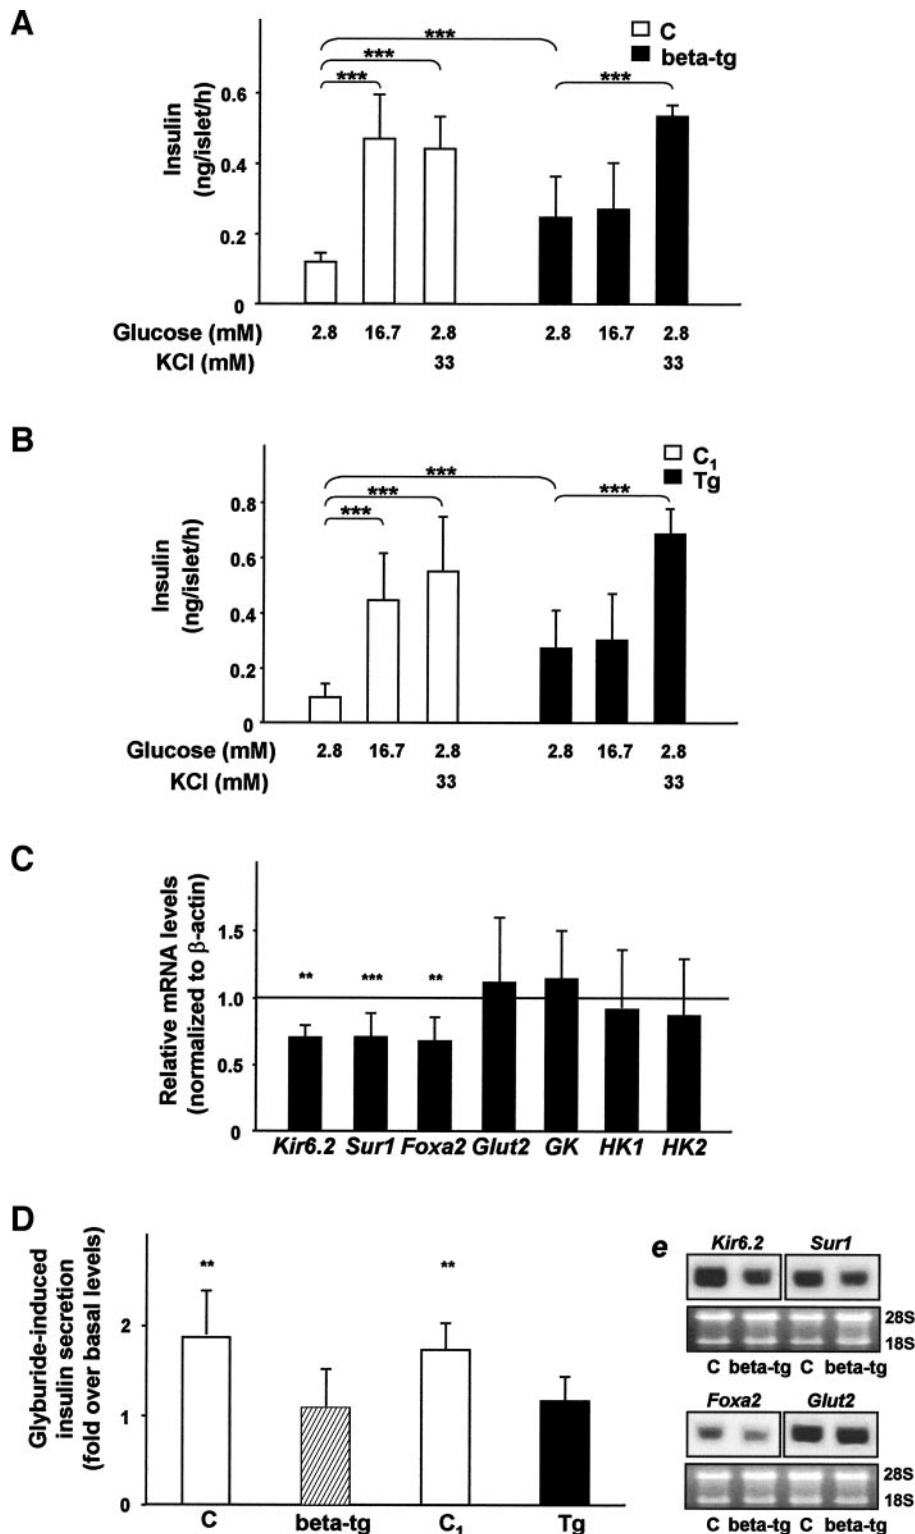 A
C
beta-tg
***
***
***
***
Insulin
(ng/islet/h)
0.6
0.4
0.2
0
Glucose (mM) 2.8 16.7 2.8 2.8 16.7 2.8
KCl (mM) 33 33
B
C1
Tg
***
***
***
***
Insulin
(ng/islet/h)
0.8
0.6
0.4
0.2
0
Glucose (mM) 2.8 16.7 2.8 2.8 16.7 2.8
KCl (mM) 33 33
C
Relative mRNA levels
(normalized to β-actin)
1.5
1.0
0.5
0
** *** **
Kir6.2 Sur1 Foxa2 Glut2 GK HK1 HK2
D
Glyburide-induced
insulin secretion
(fold over basal levels)
2
1
0
** **
C beta-tg C1 Tg
e
Kir6.2 Sur1
28S
18S
C beta-tg C beta-tg
Foxa2 Glut2
28S
18S
C beta-tg C beta-tg